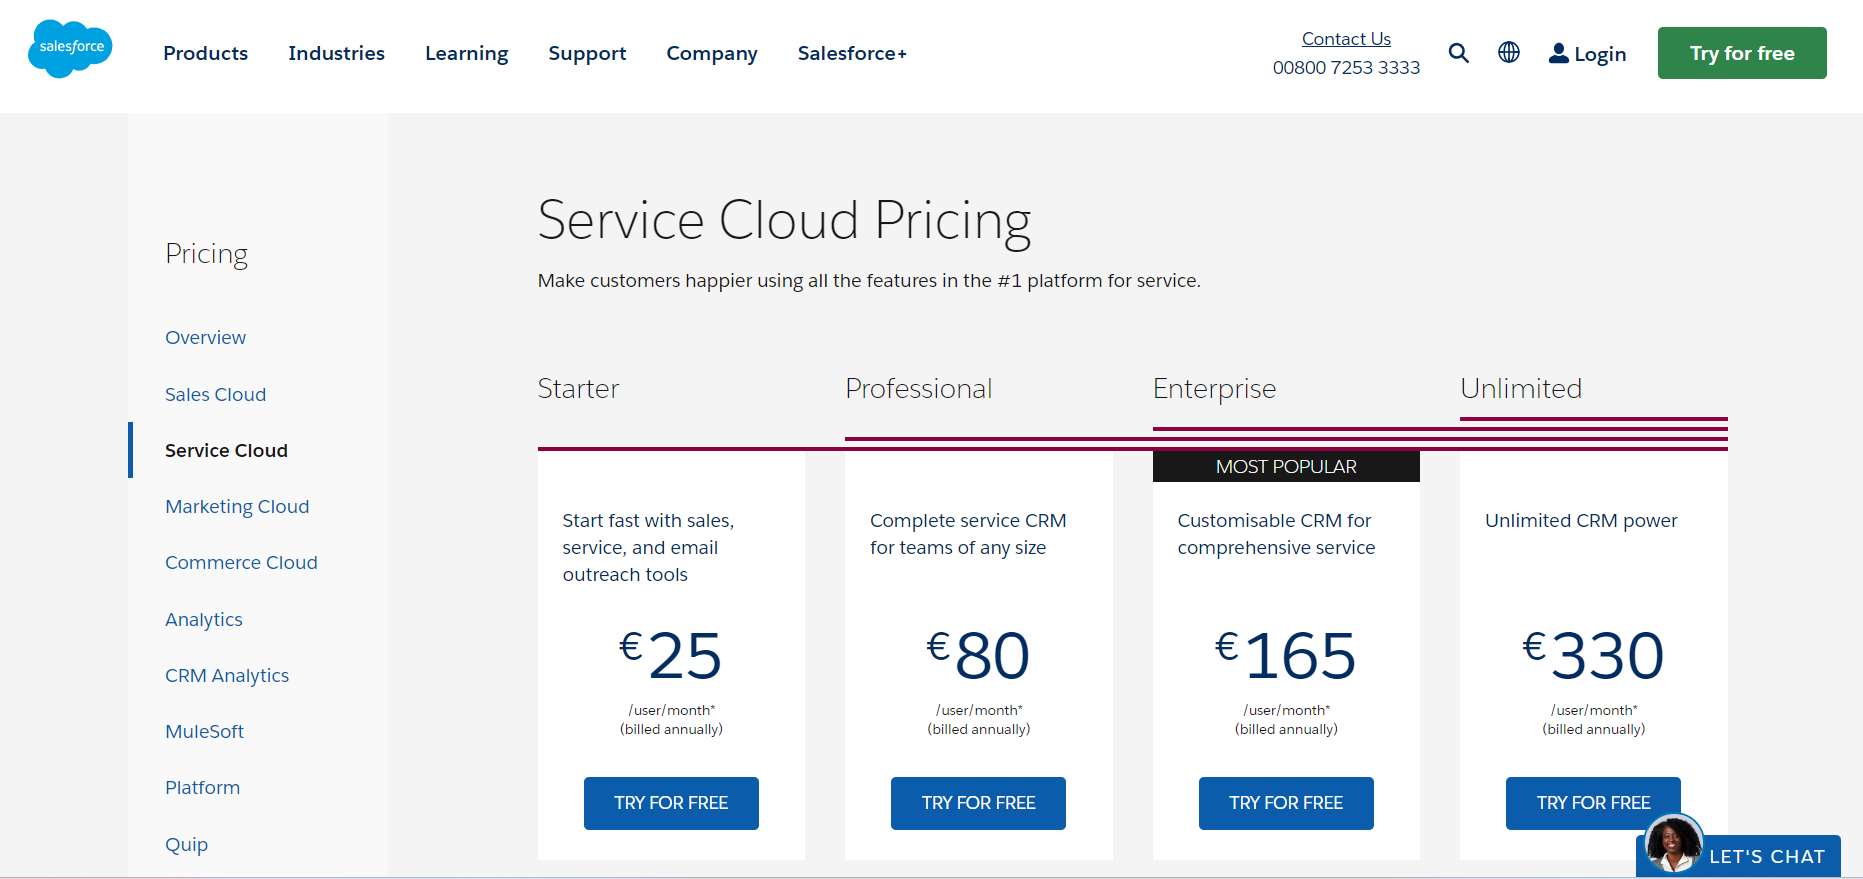 salesforce
Products Industries Learning Support Company Salesforce+
Contact Us
00800 7253 3333
Login
Try for free
Pricing
Overview
Sales Cloud
Service Cloud
Marketing Cloud
Commerce Cloud
Analytics
CRM Analytics
MuleSoft
Platform
Quip
Service Cloud Pricing
Make customers happier using all the features in the #1 platform for service.
Starter
Start fast with sales,
service, and email
outreach tools
€25
/user/month*
(billed annually)
TRY FOR FREE
Professional
Complete service CRM
for teams of any size
€80
/user/month*
(billed annually)
TRY FOR FREE
Enterprise
MOST POPULAR
Customisable CRM for
comprehensive service
€165
/user/month*
(billed annually)
TRY FOR FREE
Unlimited
Unlimited CRM power
€330
/user/month*
(billed annually)
TRY FOR FREE
LET'S CHAT